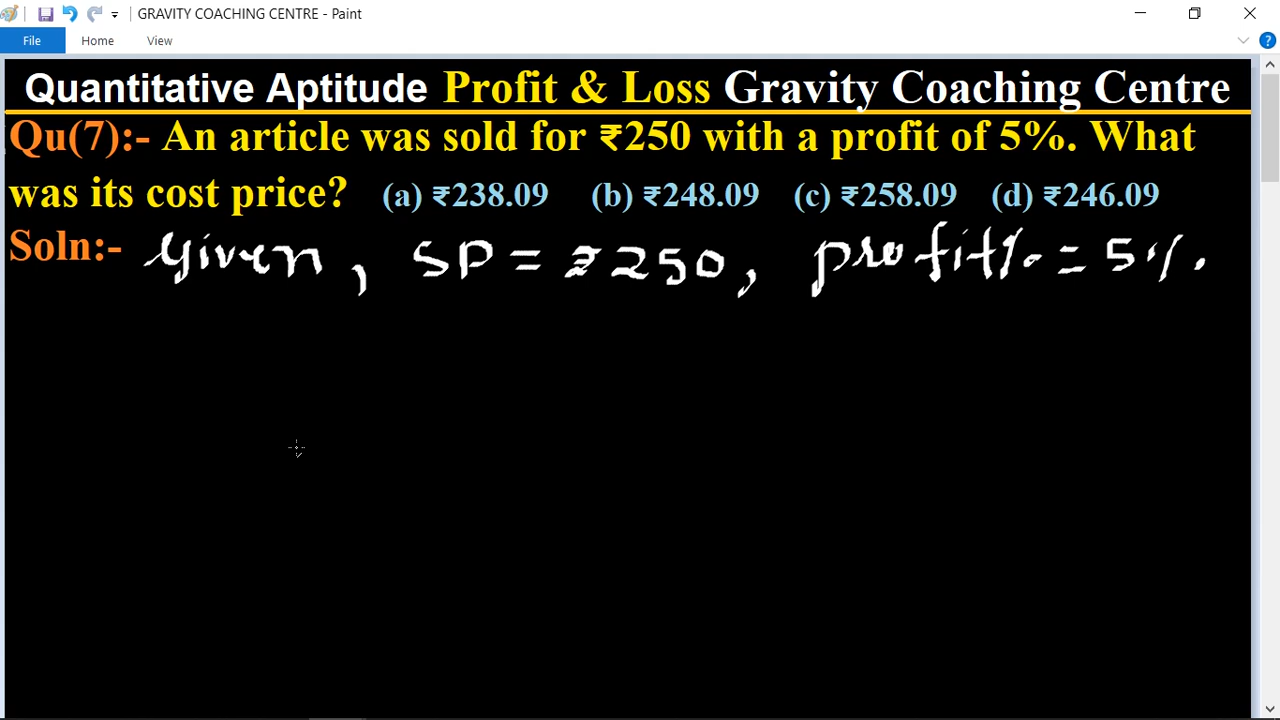 GRAVITY COACHING CENTRE - Paint
File Home View
Quantitative Aptitude Profit & Loss Gravity Coaching Centre
Qu(7):- An article was sold for ₹250 with a profit of 5%. What
was its cost price? (a) ₹238.09 (b) ₹248.09 (c) ₹258.09 (d) ₹246.09
Soln:- Given, SP = ₹250, profit% = 5%.